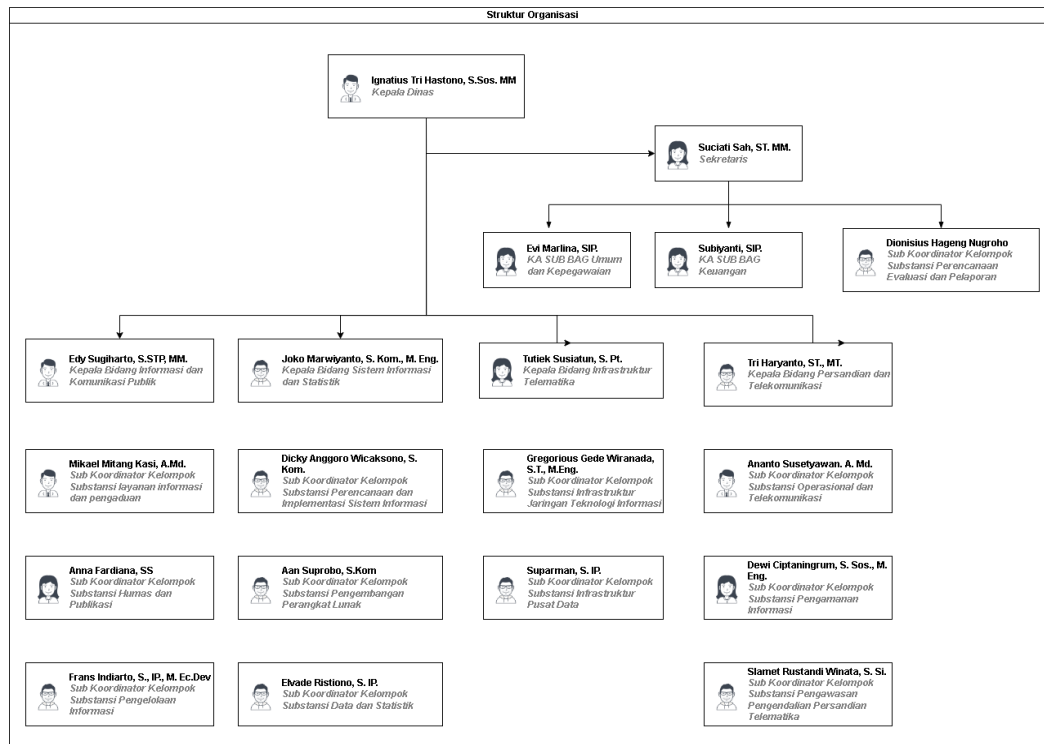 Struktur Organisasi
Ignatius Tri Hastono, S.Sos. MM
Kepala Dinas
Suciati Sah, ST. MM.
Sekretaris
Evi Marlina, SIP.
KA SUB BAG Umum
dan Kepegawaian
Subiyanti, SIP.
KA SUB BAG
Keuangan
Dionisius Hageng Nugroho
Sub Koordinator Kelompok
Substansi Perencanaan
Evaluasi dan Pelaporan
Edy Sugiharto, S.STP, MM.
Kepala Bidang Informasi dan
Komunikasi Publik
Joko Marwiyanto, S. Kom., M. Eng.
Kepala Bidang Sistem Informasi
dan Statistik
Tutiek Susiatun, S. Pt.
Kepala Bidang Infrastruktur
Telematika
Tri Haryanto, ST., MT.
Kepala Bidang Persandian dan
Telekomunikasi
Mikael Mitang Kasi, A.Md.
Sub Koordinator Kelompok
Substansi layanan informasi
dan pengaduan
Dicky Anggoro Wicaksono, S.
Kom.
Sub Koordinator Kelompok
Substansi Perencanaan dan
Implementasi Sistem Informasi
Gregorious Gede Wiranada,
S.T., M.Eng.
Sub Koordinator Kelompok
Substansi Infrastruktur
Jaringan Teknologi Informasi
Ananto Susetyawan. A. Md.
Sub Koordinator Kelompok
Substansi Operasional dan
Telekomunikasi
Anna Fardiana, SS
Sub Koordinator Kelompok
Substansi Humas dan
Publikasi
Aan Suprobo, S.Kom
Sub Koordinator Kelompok
Substansi Pengembangan
Perangkat Lunak
Suparman, S. IP.
Sub Koordinator Kelompok
Substansi Infrastruktur
Pusat Data
Dewi Ciptaningrum, S. Sos., M.
Eng.
Sub Koordinator Kelompok
Substansi Pengamanan
Informasi
Frans Indiarto, S., IP., M. Ec.Dev
Sub Koordinator Kelompok
Substansi Pengelolaan
Informasi
Elvade Ristiono, S. IP.
Sub Koordinator Kelompok
Substansi Data dan Statistik
Slamet Rustandi Winata, S. Si.
Sub Koordinator Kelompok
Substansi Pengawasan
Pengendalian Persandian
Telematika